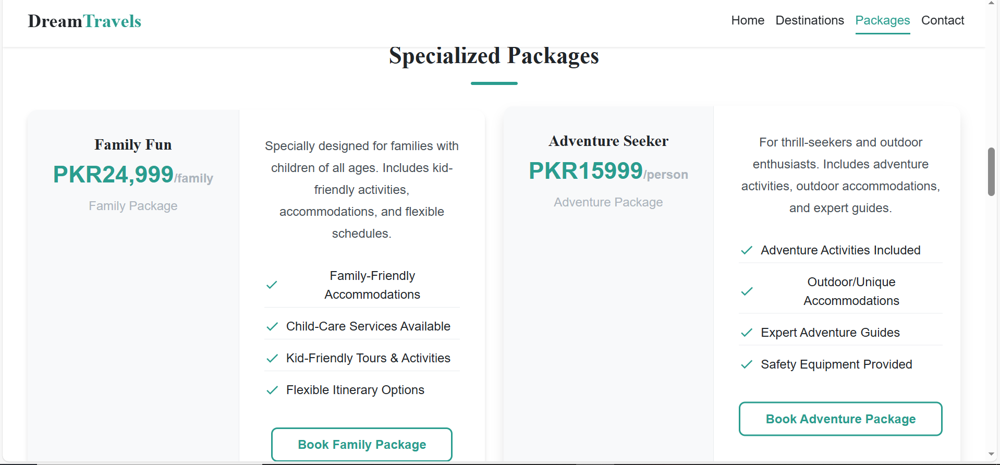 DreamTravels
Home Destinations Packages Contact
Specialized Packages
Family Fun
PKR24,999/family
Family Package
Specially designed for families with
children of all ages. Includes kid-
friendly activities,
accommodations, and flexible
schedules.
Family-Friendly
Accommodations
Child-Care Services Available
Kid-Friendly Tours & Activities
Flexible Itinerary Options
Book Family Package
Adventure Seeker
PKR15999/person
Adventure Package
For thrill-seekers and outdoor
enthusiasts. Includes adventure
activities, outdoor accommodations,
and expert guides.
Adventure Activities Included
Outdoor/Unique
Accommodations
Expert Adventure Guides
Safety Equipment Provided
Book Adventure Package